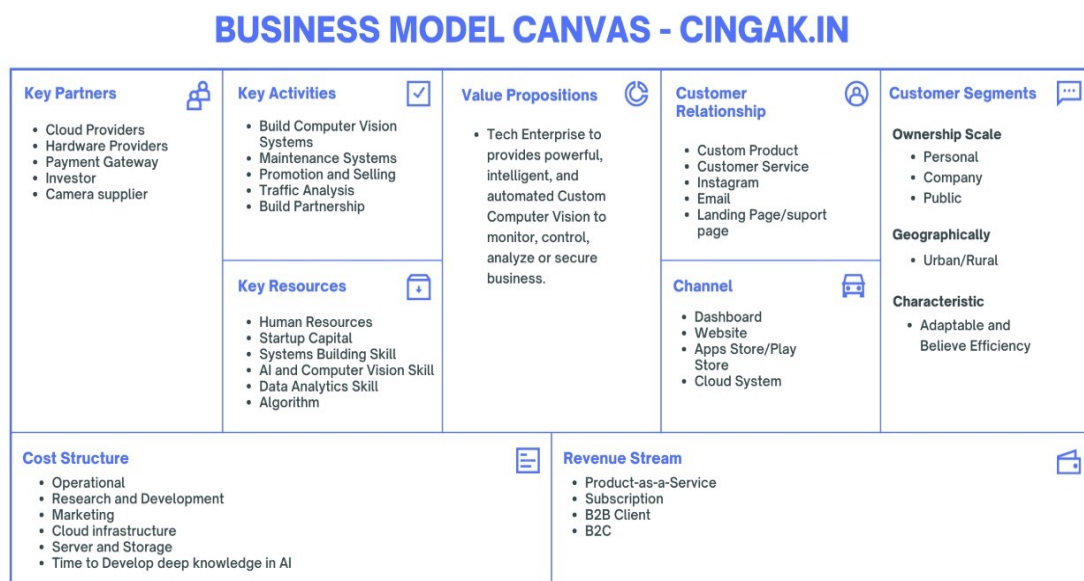 BUSINESS MODEL CANVAS - CINGAK.IN
Key Partners
• Cloud Providers
• Hardware Providers
• Payment Gateway
• Investor
• Camera supplier
Key Activities
• Build Computer Vision
Systems
• Maintenance Systems
• Promotion and Selling
• Traffic Analysis
• Build Partnership
Key Resources
• Human Resources
• Startup Capital
• Systems Building Skill
• AI and Computer Vision Skill
• Data Analytics Skill
• Algorithm
Value Propositions
• Tech Enterprise to
provides powerful,
intelligent, and
automated Custom
Computer Vision to
monitor, control,
analyze or secure
business.
Customer
Relationship
• Custom Product
• Customer Service
• Instagram
• Email
• Landing Page/suport
page
Channel
• Dashboard
• Website
• Apps Store/Play
Store
• Cloud System
Customer Segments
Ownership Scale
• Personal
• Company
• Public
Geographically
• Urban/Rural
Characteristic
• Adaptable and
Believe Efficiency
Cost Structure
• Operational
• Research and Development
• Marketing
• Cloud infrastructure
• Server and Storage
• Time to Develop deep knowledge in AI
Revenue Stream
• Product-as-a-Service
• Subscription
• B2B Client
• B2C